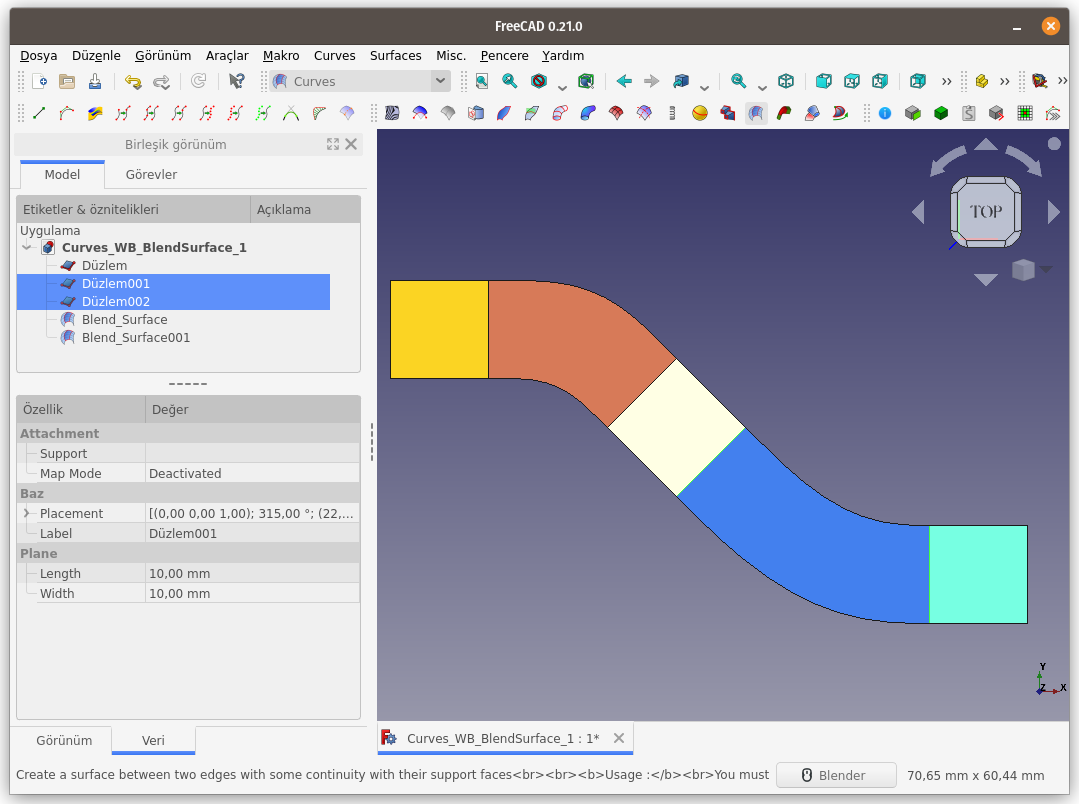 FreeCAD 0.21.0
Dosya Düzenle Görünüm Araçlar Makro Curves Surfaces Misc. Pencere Yardım
Curves
Birleşik görünüm
Model Görevler
Etiketler & öznitelikleri Açıklama
Uygulama
Curves_WB_BlendSurface_1
Düzlem
Düzlem001
Düzlem002
Blend_Surface
Blend_Surface001
Özellik Değer
Attachment
Support
Map Mode Deactivated
Baz
Placement [(0,00 0,00 1,00); 315,00 °; (22,...
Label Düzlem001
Plane
Length 10,00 mm
Width 10,00 mm
TOP
Y
Z X
Görünüm Veri
Curves_WB_BlendSurface_1 : 1*
Create a surface between two edges with some continuity with their support faces<br><br><b>Usage :</b><br>You must
Blender
70,65 mm x 60,44 mm